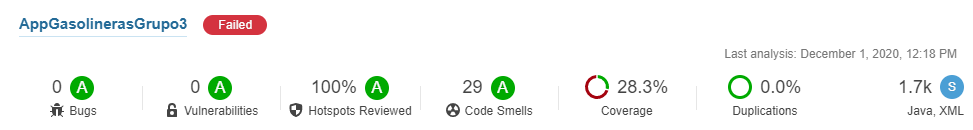 AppGasolinerasGrupo3 Failed
Last analysis: December 1, 2020, 12:18 PM
0 A 0 A 100% A 29 A 28.3% 0.0% 1.7k S
Bugs Vulnerabilities Hotspots Reviewed Code Smells Coverage Duplications Java, XML